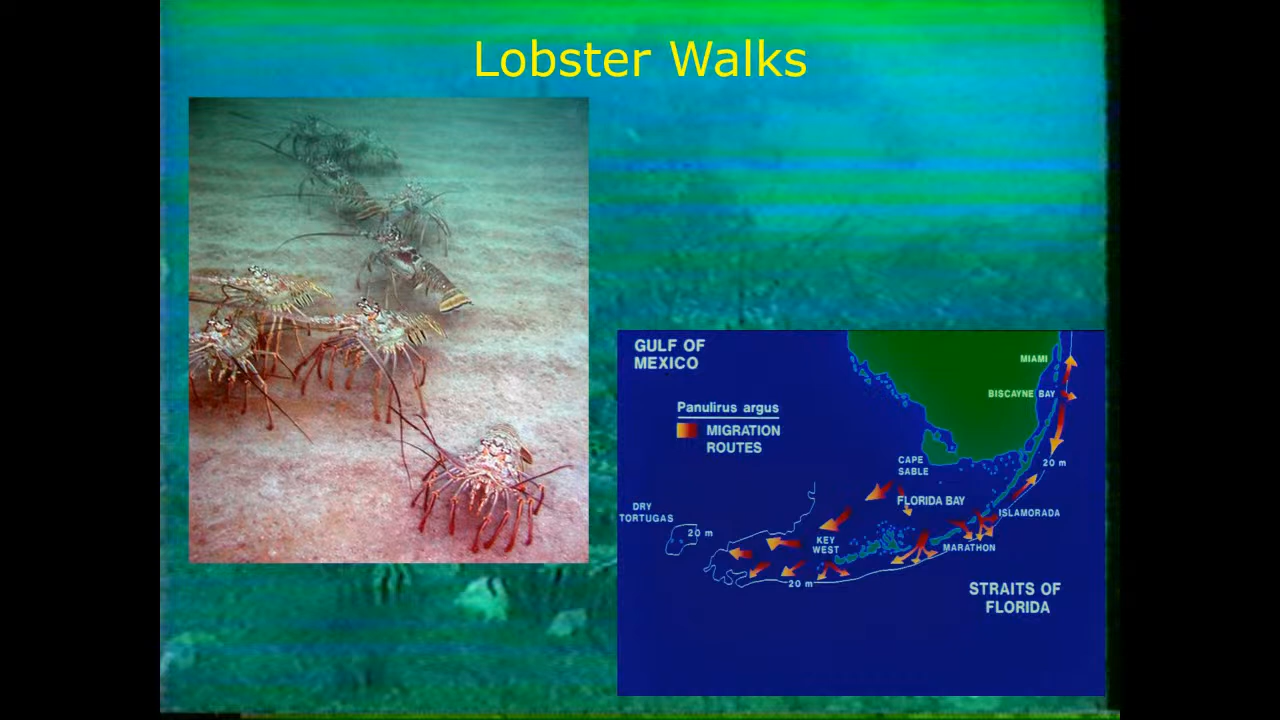 Lobster Walks
GULF OF
MEXICO
Panulirus argus
MIGRATION
ROUTES
MIAMI
BISCAYNE BAY
20 m
CAPE
SABLE
FLORIDA BAY
ISLAMORADA
DRY
TORTUGAS
20 m
KEY
WEST
MARATHON
20 m
STRAITS OF
FLORIDA